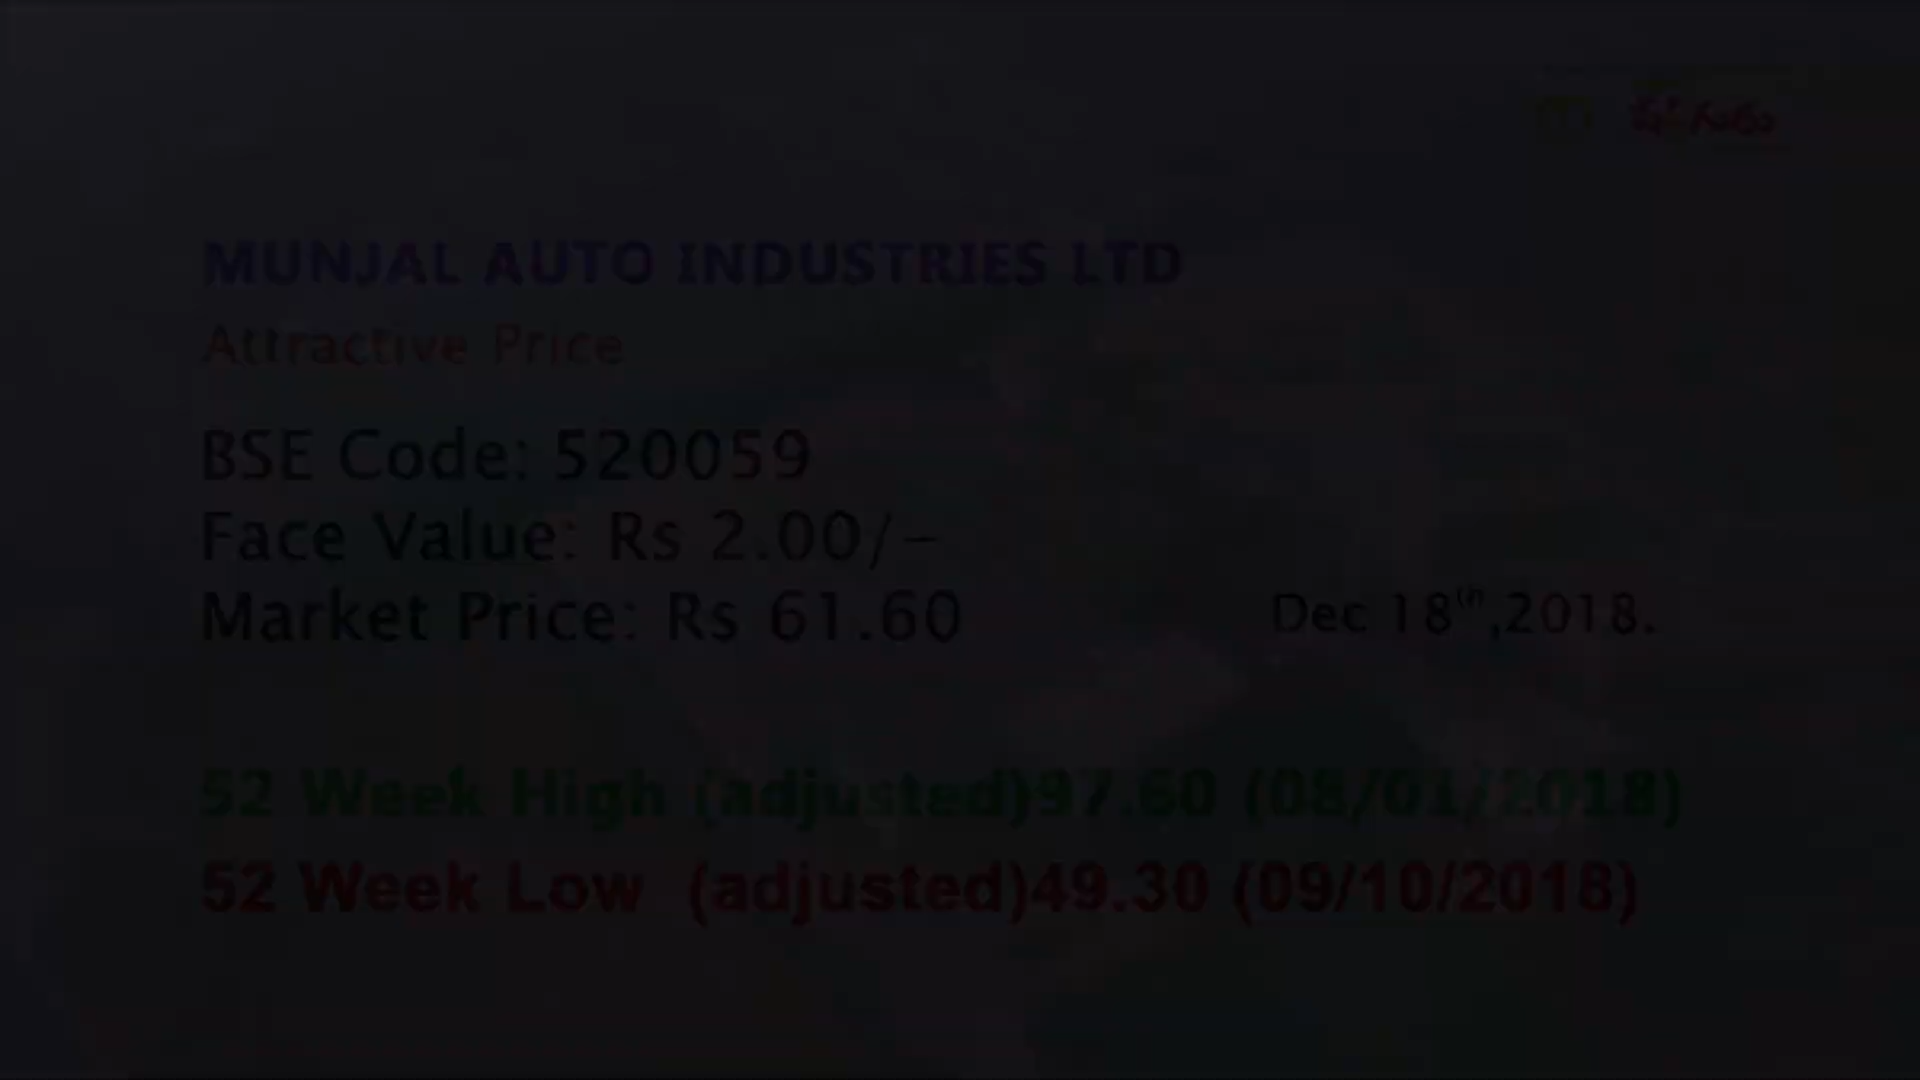 MUNJAL AUTO INDUSTRIES LTD
Attractive Price
BSE Code: 520059
Face Value: Rs 2.00/-
Market Price: Rs 61.60 Dec 18th,2018.
52 Week High (adjusted)97.60 (08/01/2018)
52 Week Low (adjusted)49.30 (09/10/2018)